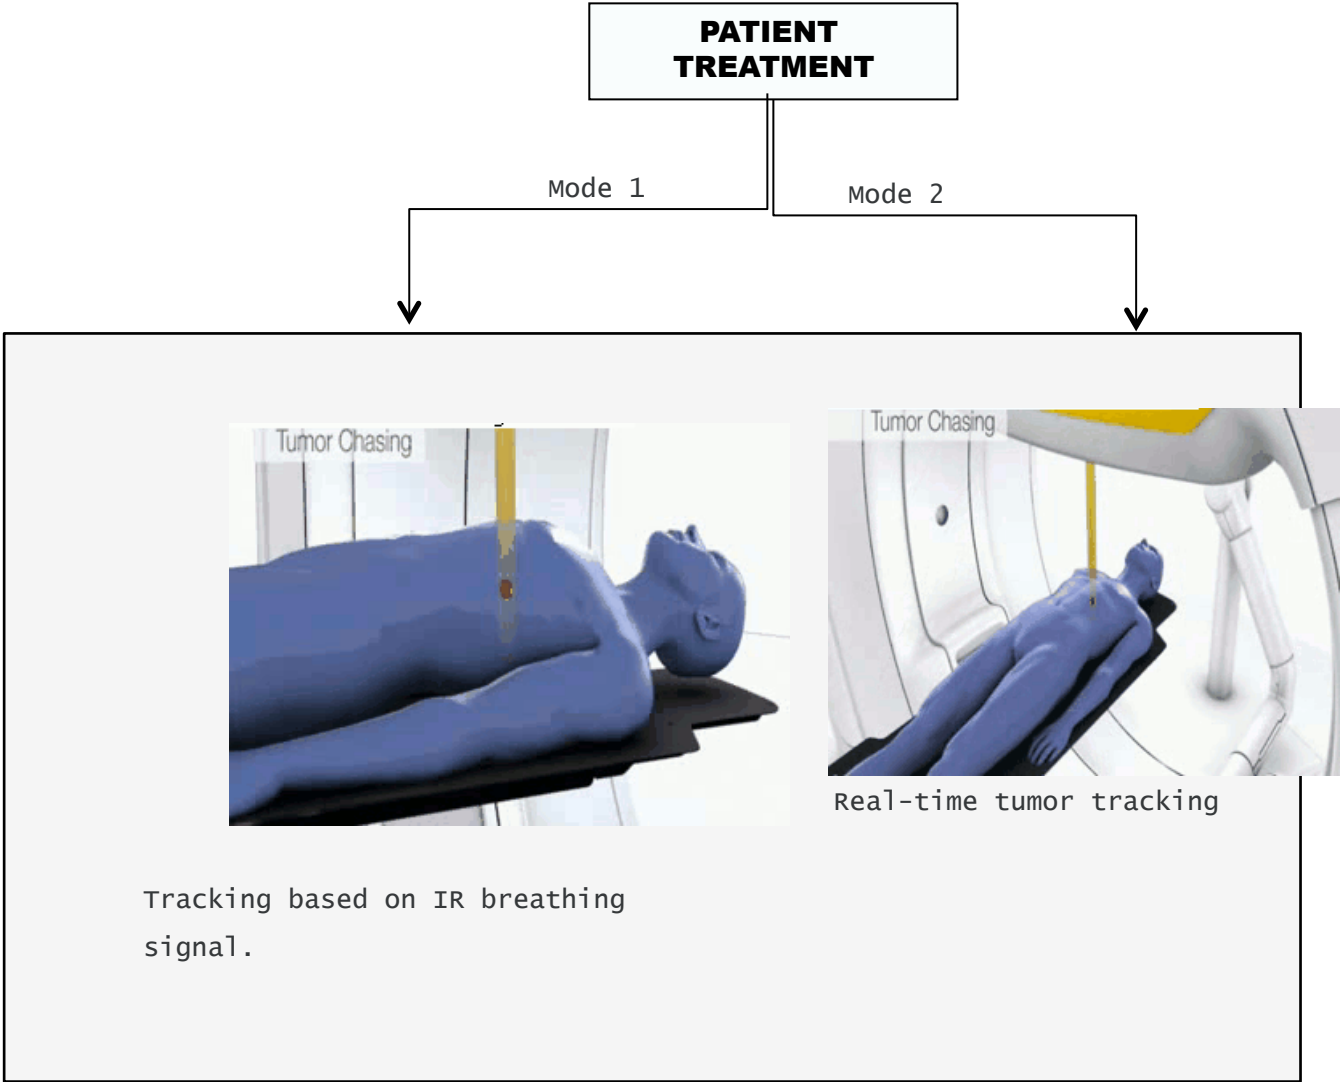 PATIENT
TREATMENT
Mode 1
Mode 2
Tumor Chasing
Tumor Chasing
Real-time tumor tracking
Tracking based on IR breathing
signal.